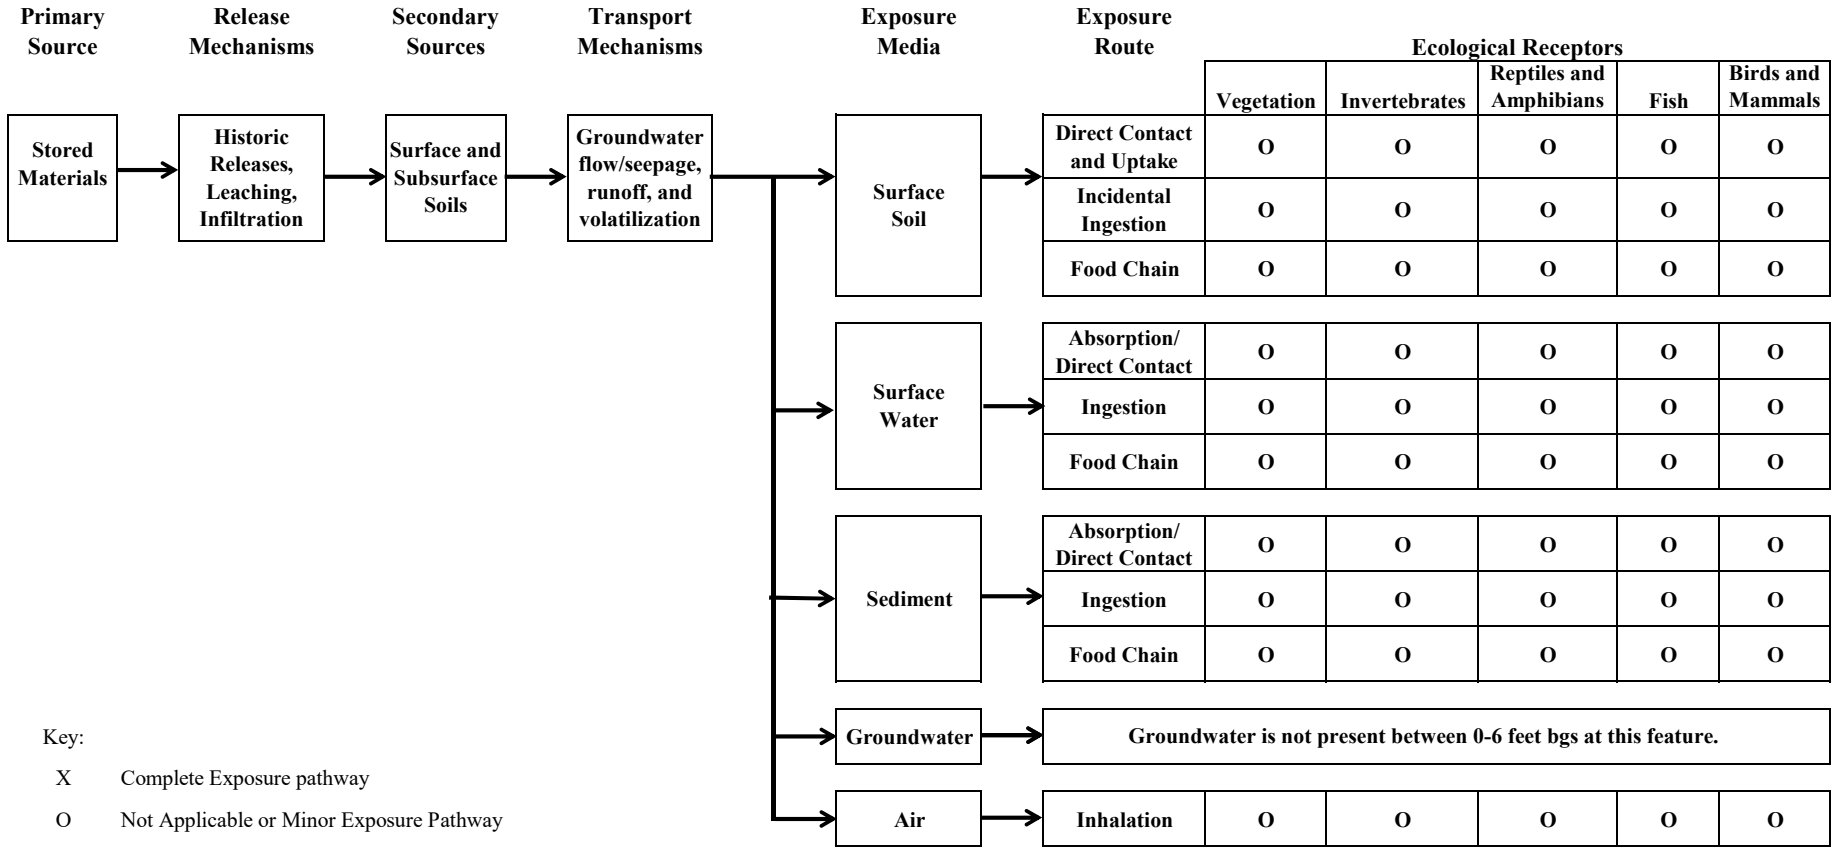 Primary
Source
Release
Mechanisms
Secondary
Sources
Transport
Mechanisms
Exposure
Media
Exposure
Route
Ecological Receptors
Vegetation
Invertebrates
Reptiles and
Amphibians
Fish
Birds and
Mammals
Stored
Materials
Historic
Releases,
Leaching,
Infiltration
Surface and
Subsurface
Soils
Groundwater
flow/seepage,
runoff, and
volatilization
Surface
Soil
Direct Contact
and Uptake
O O O O O
Incidental
Ingestion
O O O O O
Food Chain O O O O O
Surface
Water
Absorption/
Direct Contact
O O O O O
Ingestion O O O O O
Food Chain O O O O O
Sediment
Absorption/
Direct Contact
O O O O O
Ingestion O O O O O
Food Chain O O O O O
Groundwater
Groundwater is not present between 0-6 feet bgs at this feature.
Air
Inhalation O O O O O
Key:
X Complete Exposure pathway
O Not Applicable or Minor Exposure Pathway